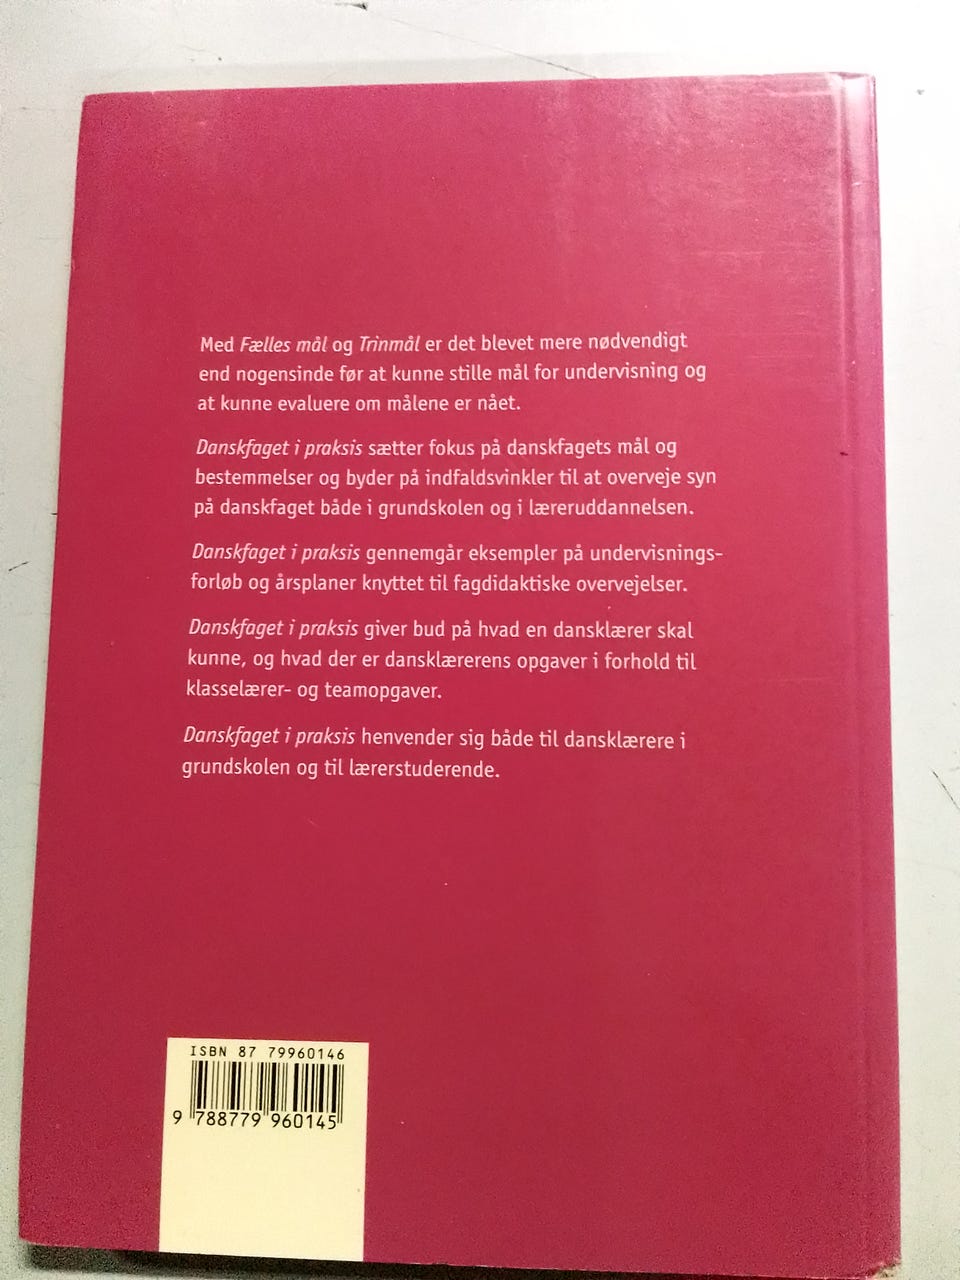 Med Fælles mål og Trinmål er det blevet mere nødvendigt
end nogensinde før at kunne stille mål for undervisning og
at kunne evaluere om målene er nået.
Danskfaget i praksis sætter fokus på danskfagets mål og
bestemmelser og byder på indfaldsvinkler til at overveje syn
på danskfaget både i grundskolen og i læreruddannelsen.
Danskfaget i praksis gennemgår eksempler på undervisnings-
forløb og årsplaner knyttet til fagdidaktiske overvejelser.
Danskfaget i praksis giver bud på hvad en dansklærer skal
kunne, og hvad der er dansklærerens opgaver i forhold til
klasselærer- og teamopgaver.
Danskfaget i praksis henvender sig både til dansklærere i
grundskolen og til lærerstuderende.
ISBN 87 79960146
9 788779 960145